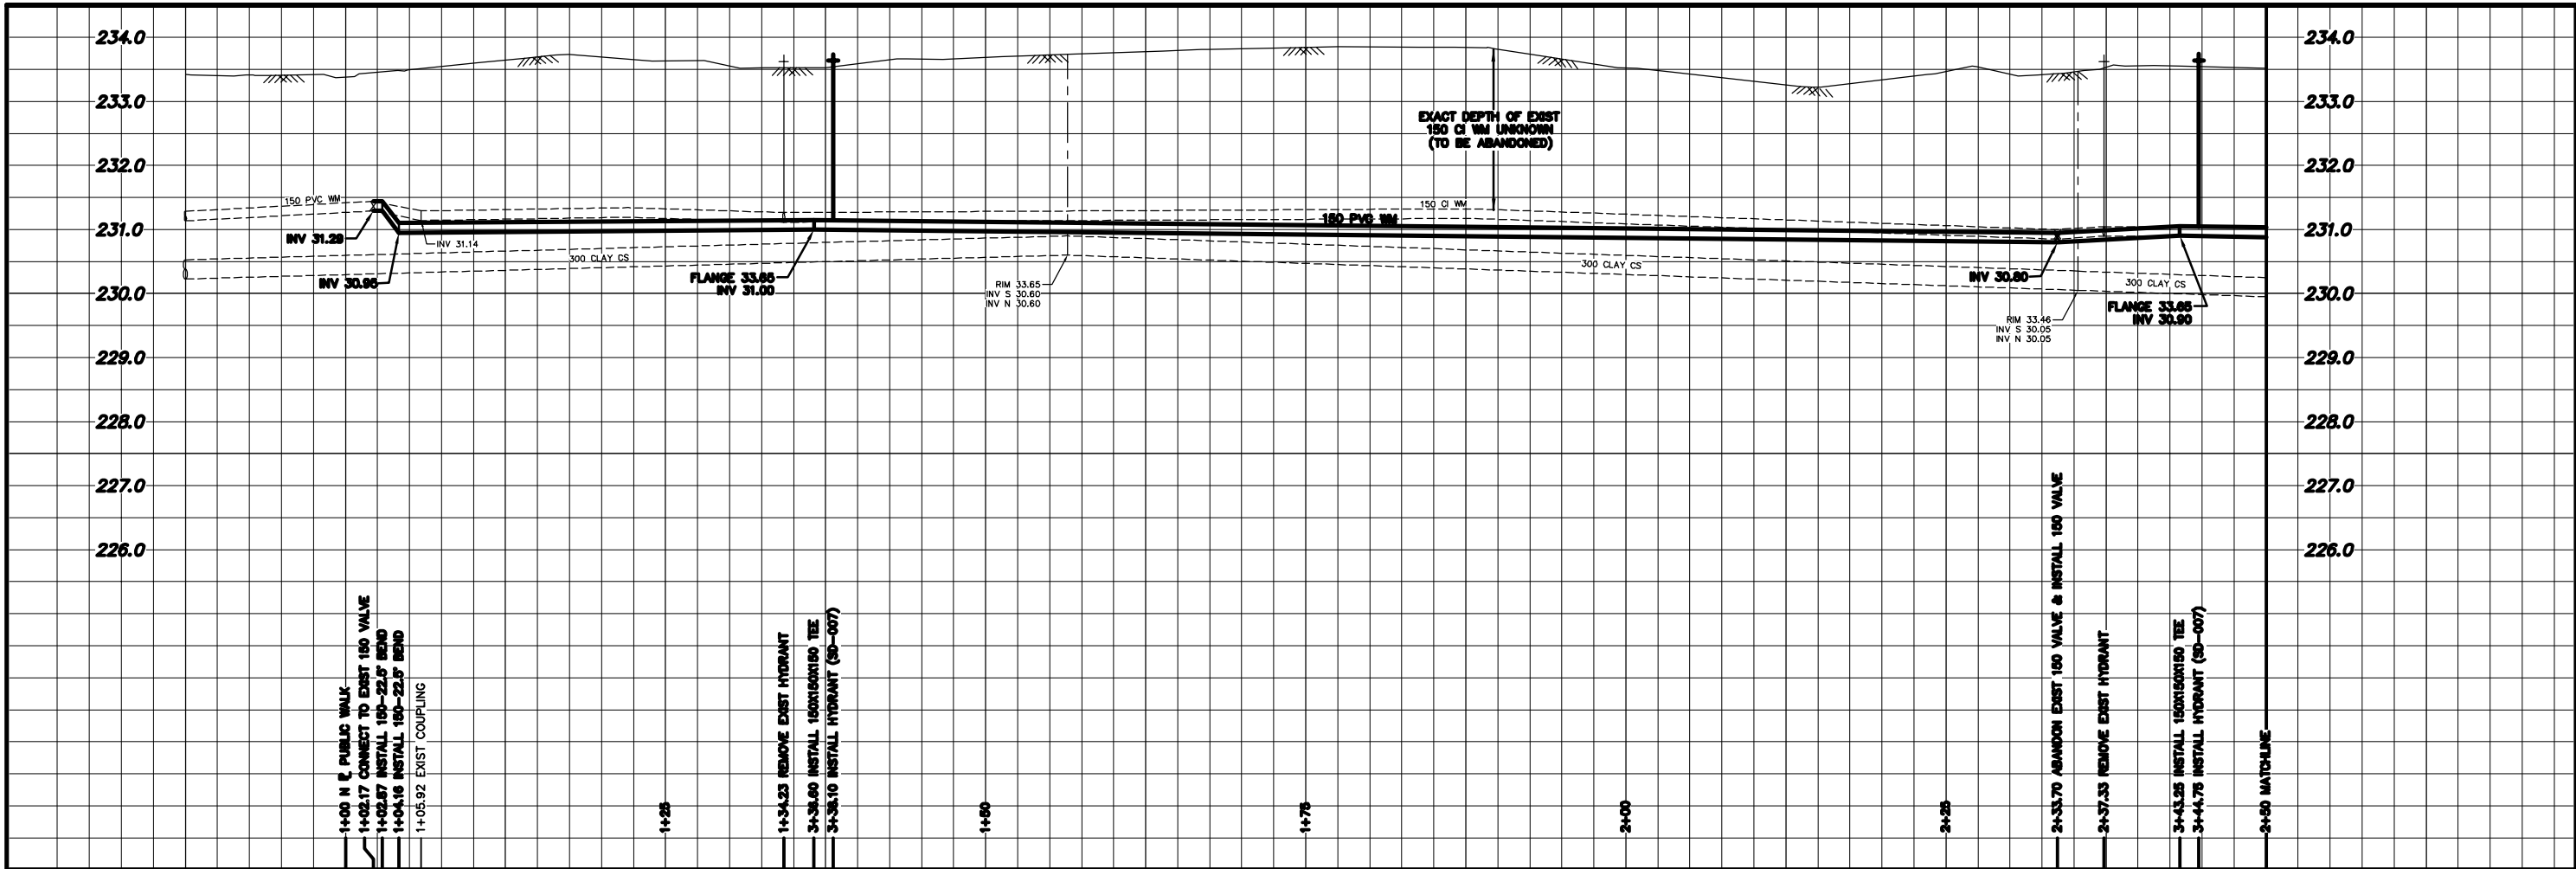 234.0
234.0
233.0
233.0
EXACT DEPTH OF EXIST
150 CI WM UNKNOWN
(TO BE ABANDONED)
232.0
232.0
150 PVC WM
150 CI WM
150 PVC WM
231.0
231.0
INV 31.29
INV 31.14
300 CLAY CS
300 CLAY CS
INV 30.95
FLANGE 33.65
INV 31.00
RIM 33.65
INV S 30.60
INV N 30.60
INV 30.80
300 CLAY CS
230.0
230.0
FLANGE 33.65
INV 30.90
RIM 33.46
INV S 30.05
INV N 30.05
229.0
229.0
228.0
228.0
227.0
227.0
226.0
226.0
1+00 N PL PUBLIC WALK
1+02.17 CONNECT TO EXIST 150 VALVE
1+02.87 INSTALL 150-22.5° BEND
1+04.16 INSTALL 150-22.5° BEND
1+05.92 EXIST COUPLING
1+25
1+34.23 REMOVE EXIST HYDRANT
3+36.60 INSTALL 150X150X150 TEE
3+38.10 INSTALL HYDRANT (SD-007)
1+50
1+75
2+00
2+25
2+33.70 ABANDON EXIST 150 VALVE & INSTALL 150 VALVE
2+37.33 REMOVE EXIST HYDRANT
3+43.25 INSTALL 150X150X150 TEE
3+44.75 INSTALL HYDRANT (SD-007)
2+50 MATCHLINE